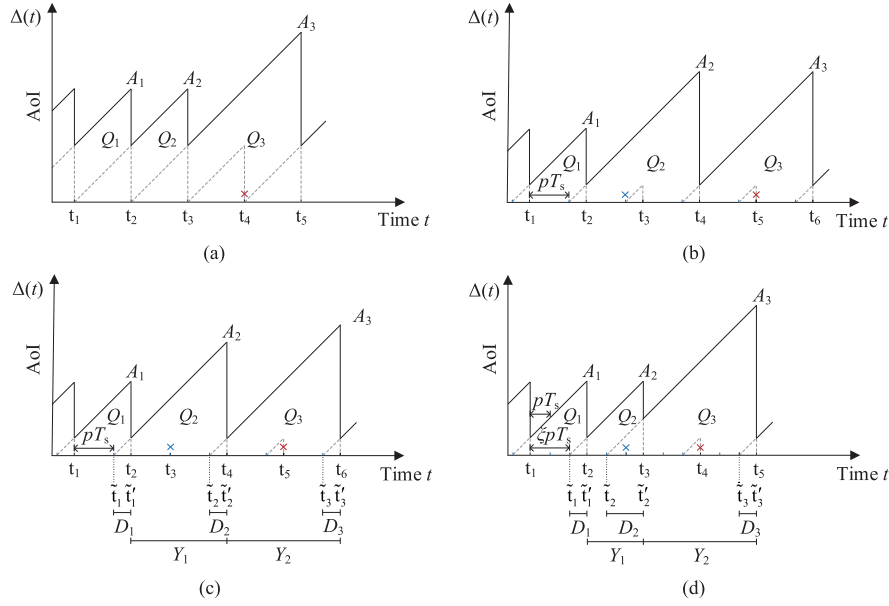 Δ(t)
AoI
A₁
A₂
A₃
Q₁
Q₂
Q₃
t₁
t₂
t₃
t₄
t₅
Time t
(a)
Δ(t)
AoI
A₁
A₂
A₃
Q₁
Q₂
Q₃
pTₛ
t₁
t₂
t₃
t₄
t₅
t₆
Time t
(b)
Δ(t)
AoI
A₁
A₂
A₃
Q₁
Q₂
Q₃
pTₛ
t₁
t₂
t₃
t₄
t₅
t₆
Time t
t̃₁ t̃′₁
t̃₂ t̃′₂
t̃₃ t̃′₃
D₁
D₂
D₃
Y₁
Y₂
(c)
Δ(t)
AoI
A₁
A₂
A₃
Q₁
Q₂
Q₃
pTₛ
ξpTₛ
t₁
t₂
t₃
t₄
t₅
Time t
t̃₁ t̃′₁
t̃₂
t̃′₂
t̃₃ t̃′₃
D₁
D₂
D₃
Y₁
Y₂
(d)